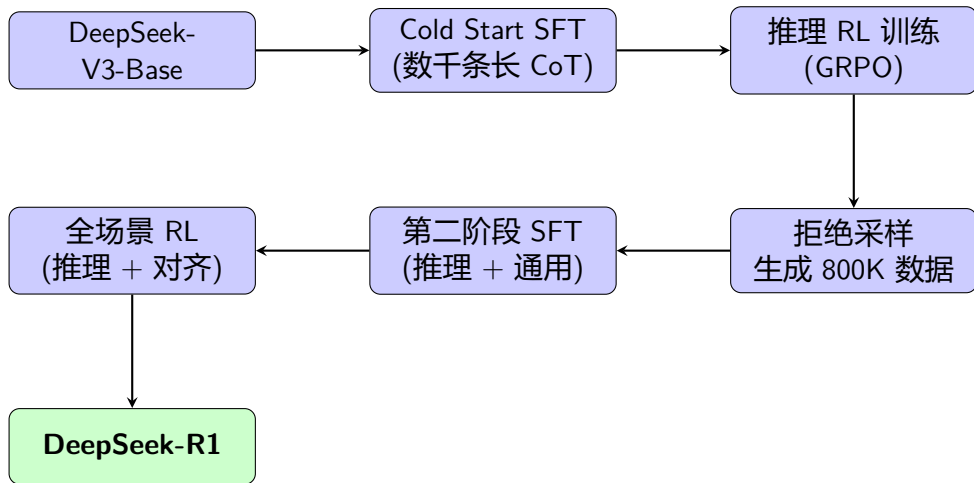 DeepSeek-
V3-Base
Cold Start SFT
(数千条长 CoT)
推理 RL 训练
(GRPO)
拒绝采样
生成 800K 数据
第二阶段 SFT
(推理 + 通用)
全场景 RL
(推理 + 对齐)
DeepSeek-R1